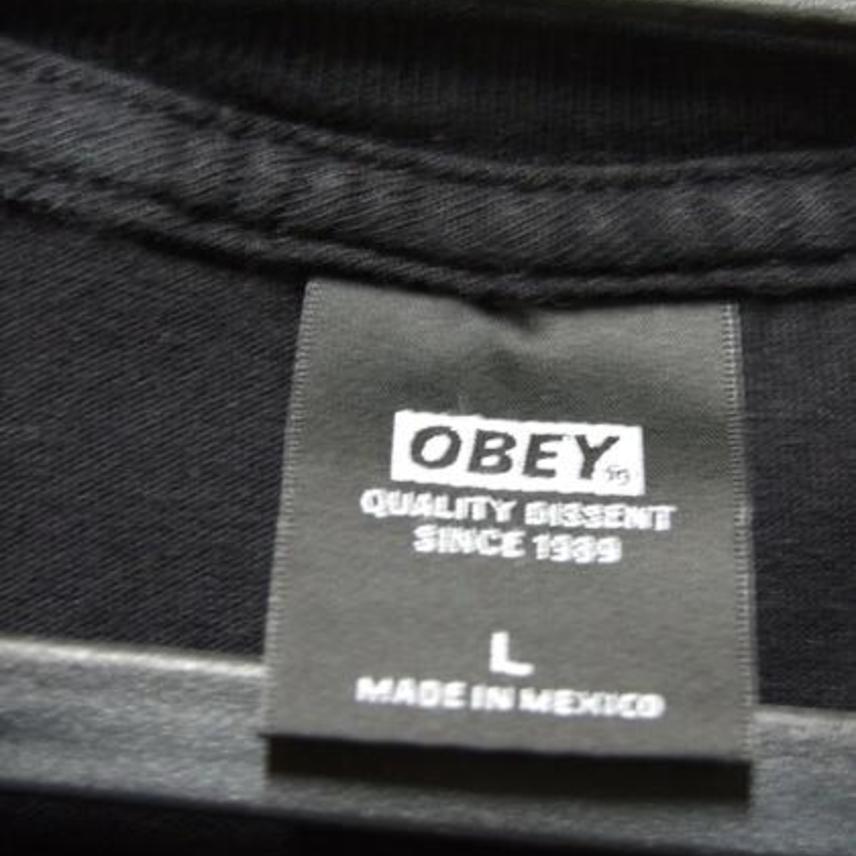 OBEY
QUALITY DISSENT
SINCE 1989
L
MADE IN MEXICO